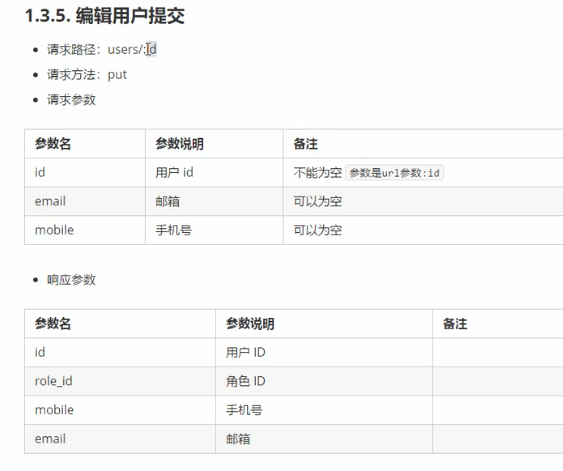 1.3.5. 编辑用户提交
请求路径：users/:id
请求方法：put
请求参数
参数名 参数说明 备注
id 用户 id 不能为空 参数是url参数:id
email 邮箱 可以为空
mobile 手机号 可以为空
响应参数
参数名 参数说明 备注
id 用户 ID
role_id 角色 ID
mobile 手机号
email 邮箱